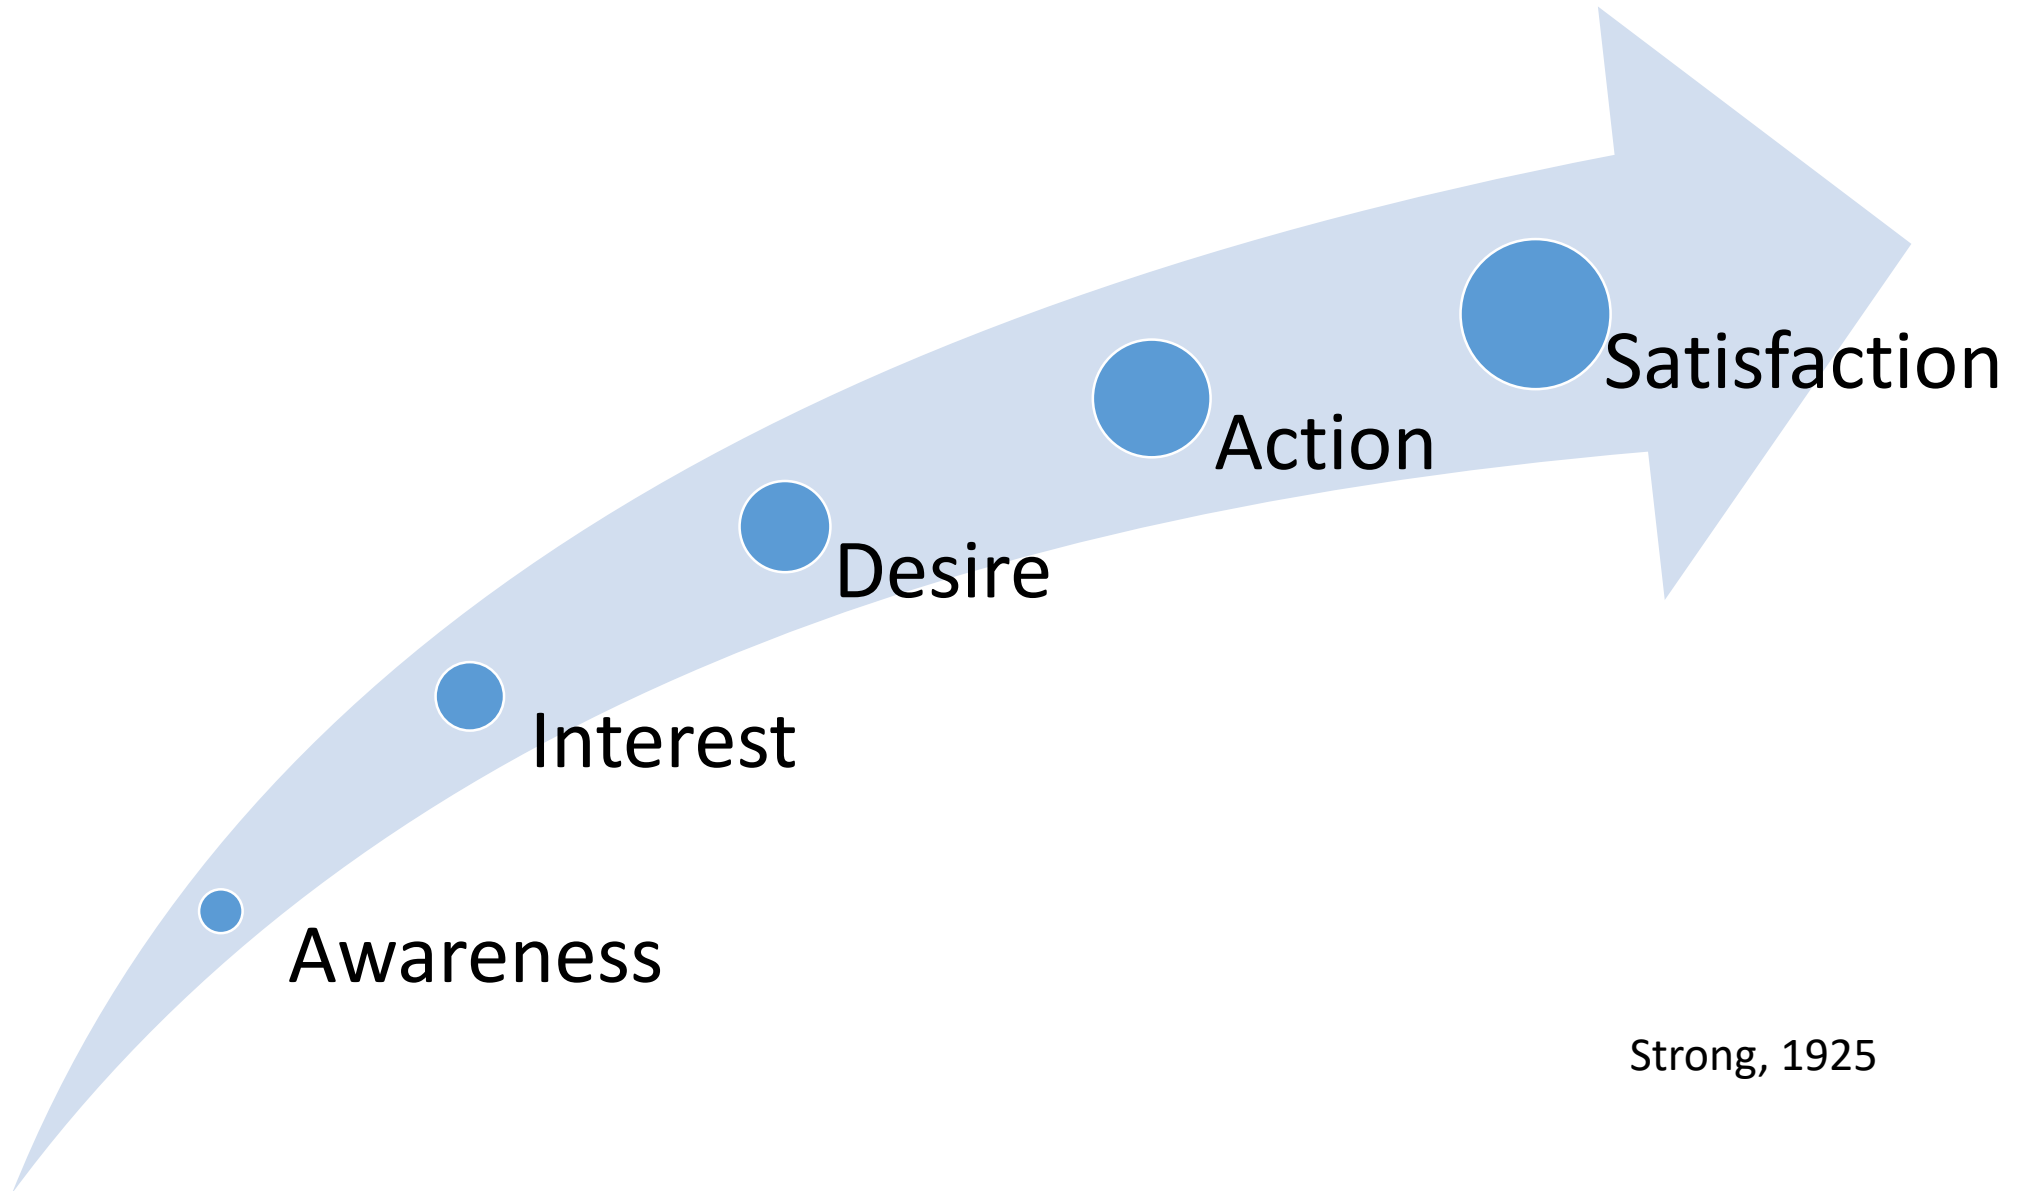 Satisfaction
Action
Desire
Interest
Awareness
Strong, 1925